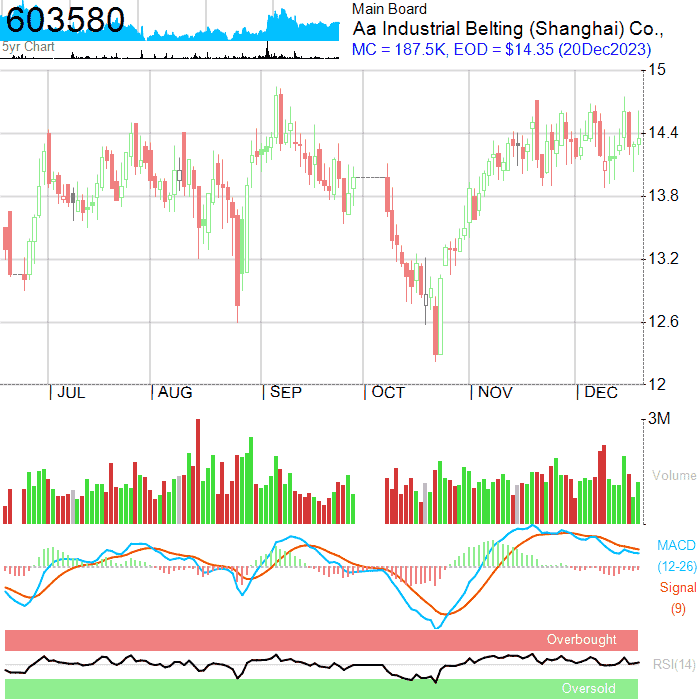 603580
5yr Chart
Main Board
Aa Industrial Belting (Shanghai) Co.,
MC = 187.5K, EOD = $14.35 (20Dec2023)
15
14.4
13.8
13.2
12.6
12
JUL
AUG
SEP
OCT
NOV
DEC
3M
Volume
MACD
(12-26)
Signal
(9)
Overbought
RSI(14)
Oversold